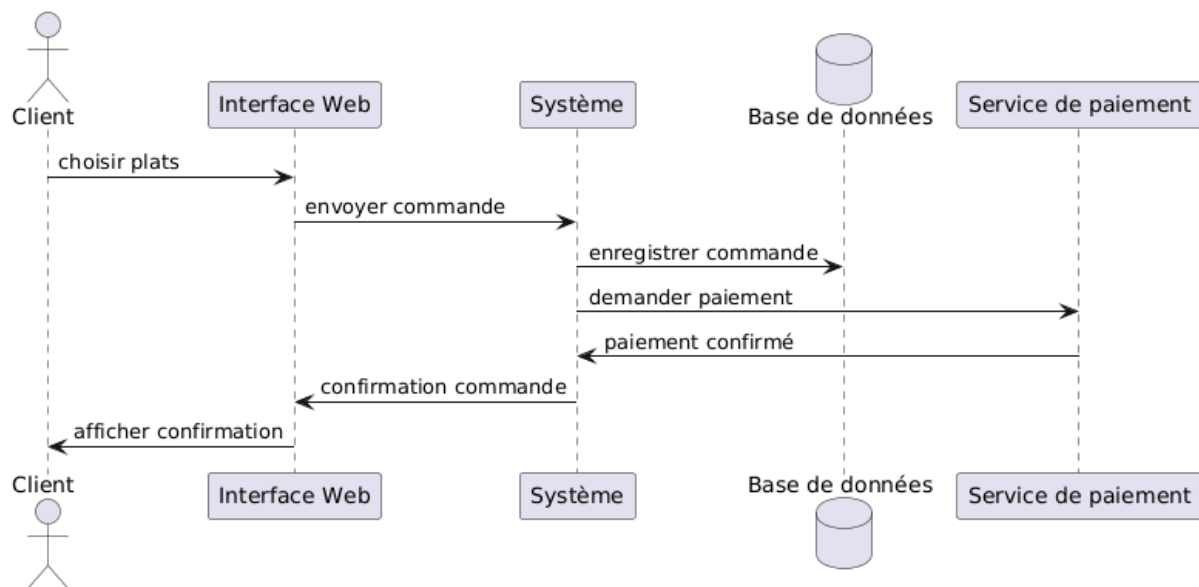 Client
Interface Web
Système
Base de données
Service de paiement
choisir plats
envoyer commande
enregistrer commande
demander paiement
paiement confirmé
confirmation commande
afficher confirmation
Client
Interface Web
Système
Base de données
Service de paiement